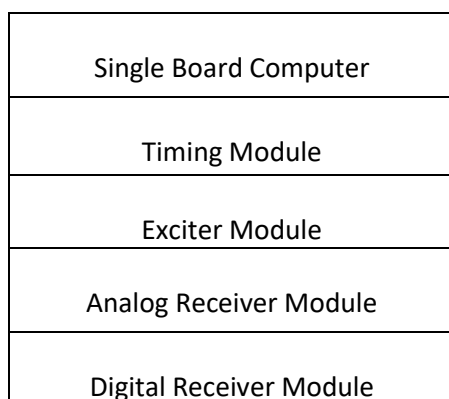 Single Board Computer
Timing Module
Exciter Module
Analog Receiver Module
Digital Receiver Module